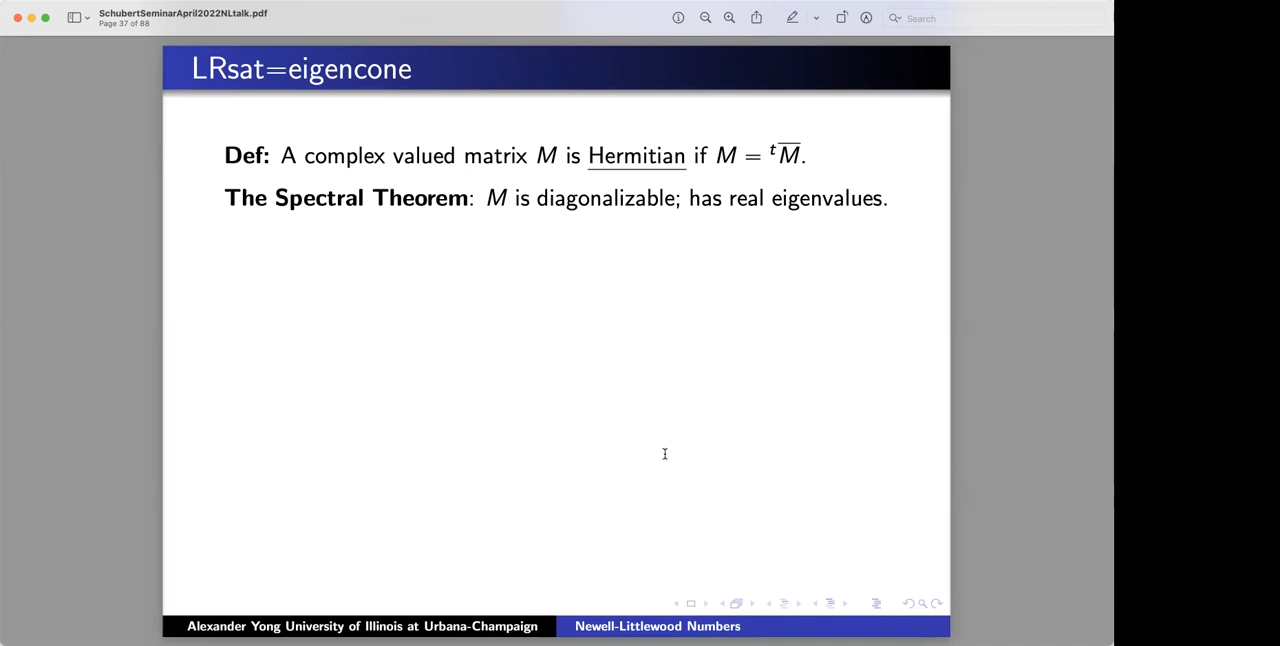 SchubertSeminarApril2022NLtalk.pdf
Page 37 of 88
Search
LRsat=eigencone
Def: A complex valued matrix M is Hermitian if M = ᵗM̅.
The Spectral Theorem: M is diagonalizable; has real eigenvalues.
Alexander Yong University of Illinois at Urbana-Champaign
Newell-Littlewood Numbers